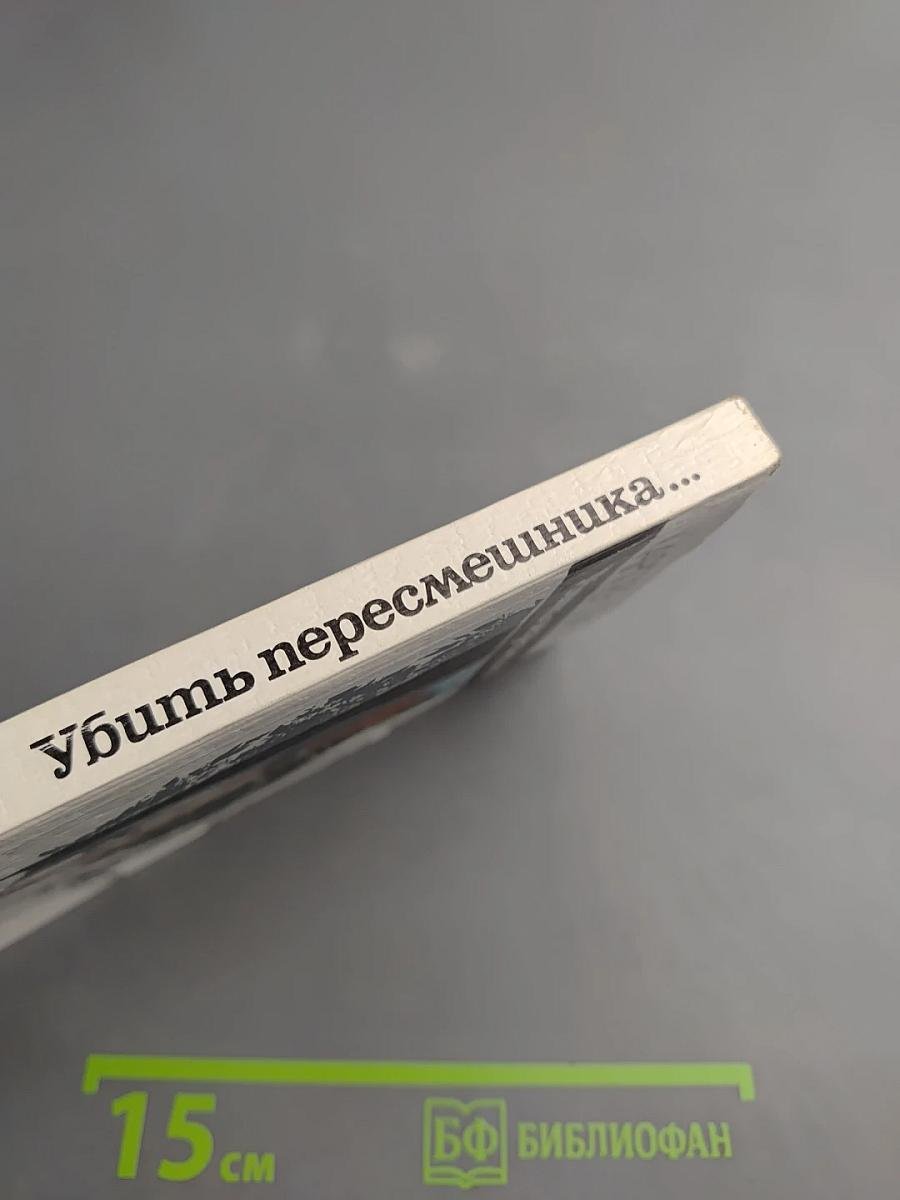 Убить пересмешника...
15 см
БФ БИБЛИОФАН